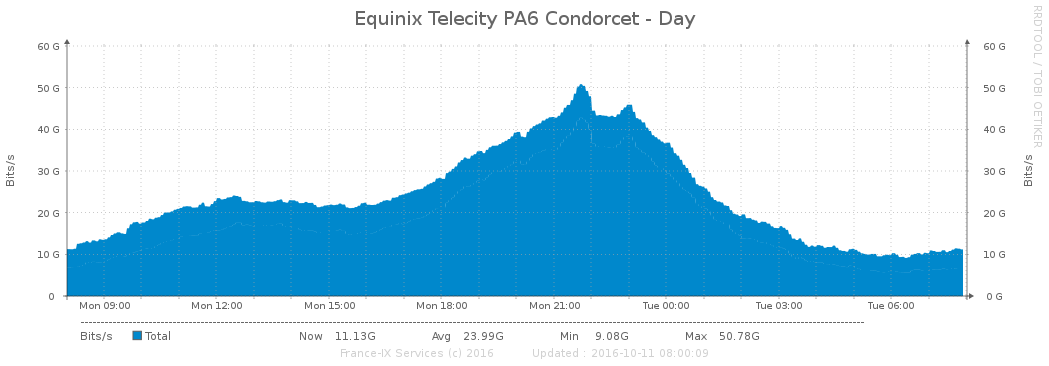 Equinix Telecity PA6 Condorcet - Day
RRDTOOL / TOBI OETIKER
Bits/s
60 G
50 G
40 G
30 G
20 G
10 G
0
60 G
50 G
40 G
30 G
20 G
10 G
0 G
Bits/s
Mon 09:00 Mon 12:00 Mon 15:00 Mon 18:00 Mon 21:00 Tue 00:00 Tue 03:00 Tue 06:00
Bits/s Total Now 11.13G Avg 23.99G Min 9.08G Max 50.78G
France-IX Services (c) 2016 Updated : 2016-10-11 08:00:09